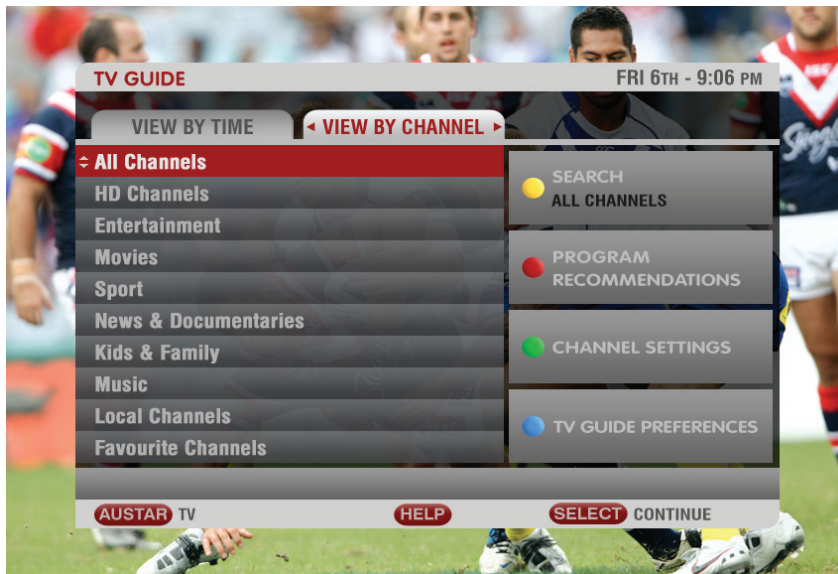 TV GUIDE
FRI 6TH - 9:06 PM
VIEW BY TIME
VIEW BY CHANNEL
All Channels
HD Channels
Entertainment
Movies
Sport
News & Documentaries
Kids & Family
Music
Local Channels
Favourite Channels
SEARCH
ALL CHANNELS
PROGRAM
RECOMMENDATIONS
CHANNEL SETTINGS
TV GUIDE PREFERENCES
AUSTAR TV
HELP
SELECT CONTINUE